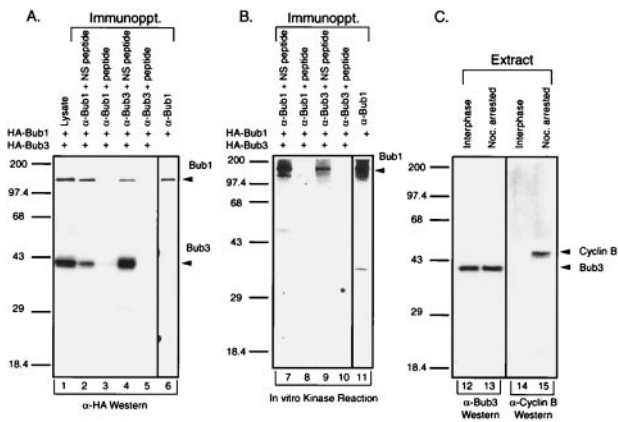 A.
Immunoppt.
Lysate
α-Bub1 + NS peptide
α-Bub1 + peptide
α-Bub3 + NS peptide
α-Bub3 + peptide
α-Bub1
HA-Bub1 + + + + + +
HA-Bub3 + + + + +
200
97.4
68
43
29
18.4
Bub1
Bub3
1 2 3 4 5 6
α-HA Western
B.
Immunoppt.
α-Bub1 + NS peptide
α-Bub1 + peptide
α-Bub3 + NS peptide
α-Bub3 + peptide
α-Bub1
HA-Bub1 + + + + +
HA-Bub3 + + + +
200
97.4
68
43
29
18.4
Bub1
7 8 9 10 11
In vitro Kinase Reaction
C.
Extract
Interphase
Noc. arrested
Interphase
Noc. arrested
200
97.4
68
43
29
18.4
Cyclin B
Bub3
12 13 14 15
α-Bub3 Western
α-Cyclin B Western